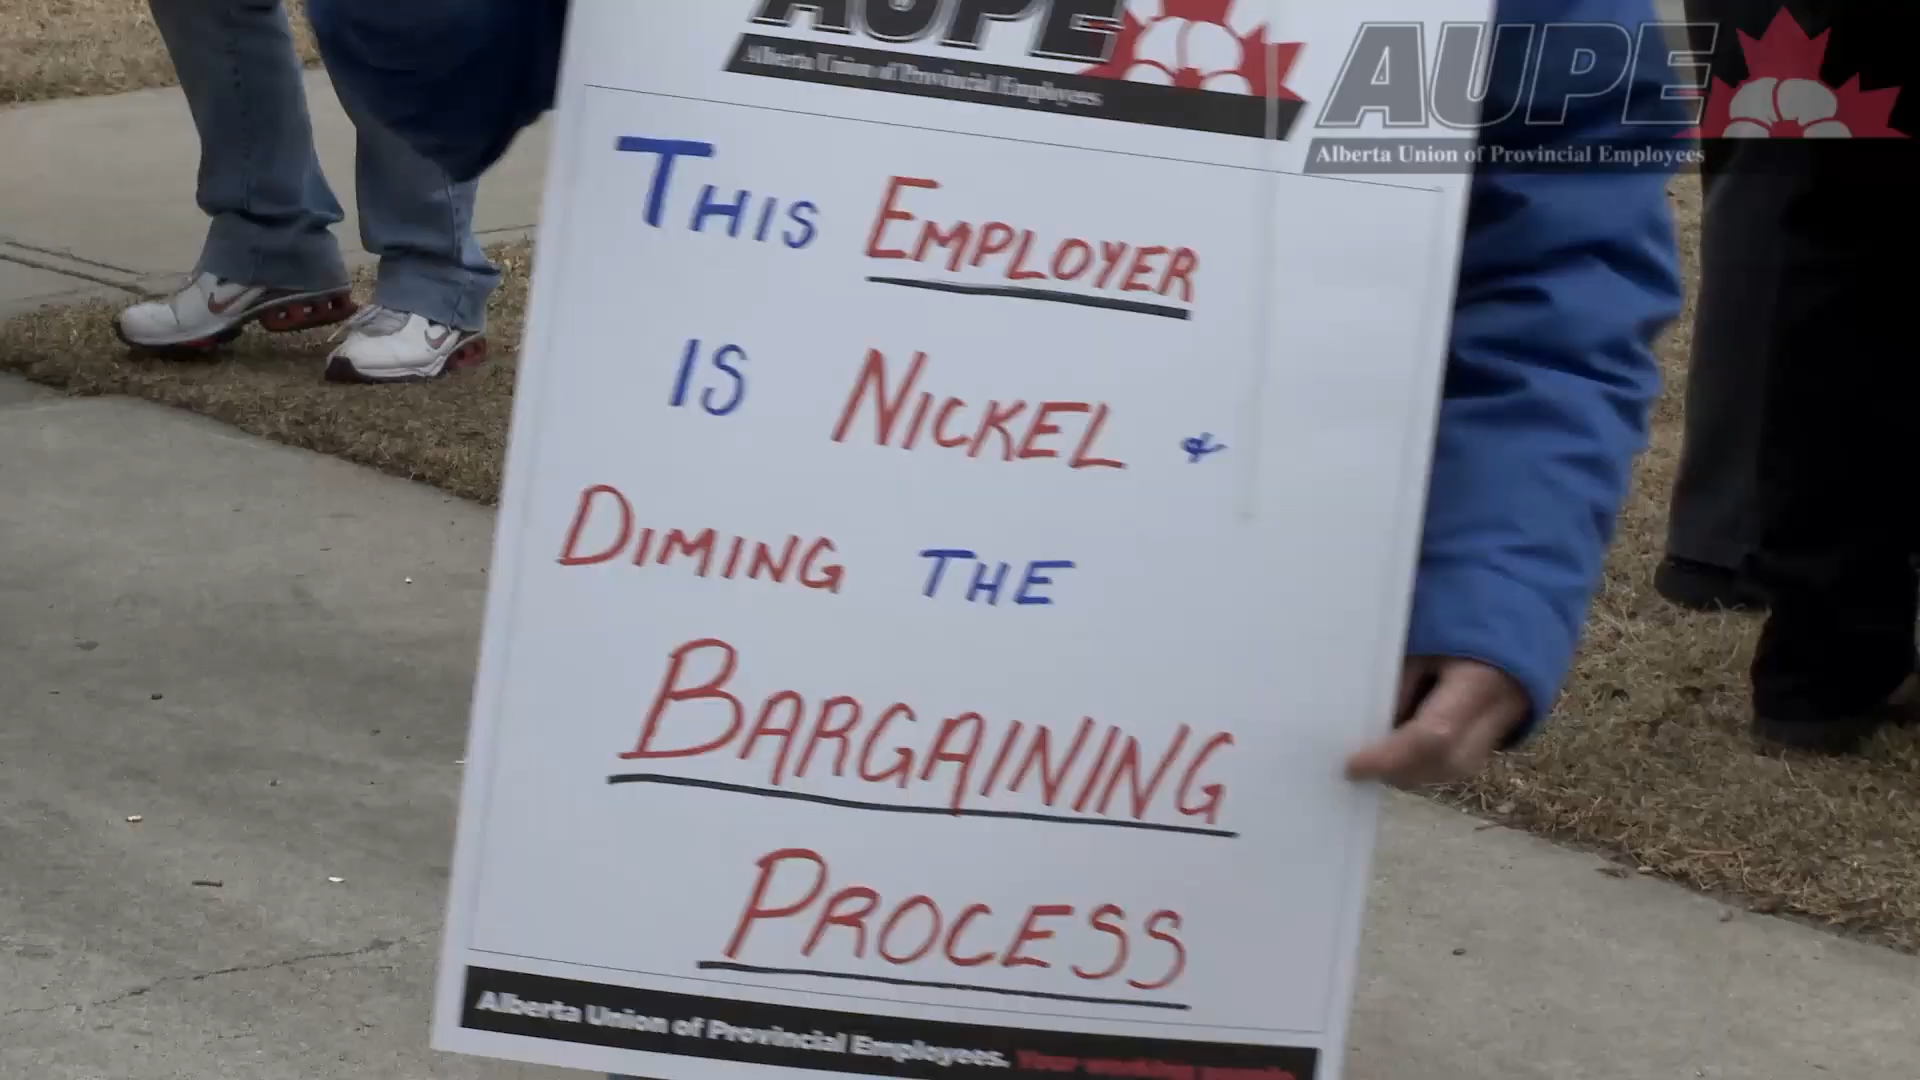 AUPE
Alberta Union of Provincial Employees
AUPE
Alberta Union of Provincial Employees
THIS EMPLOYER
IS NICKEL &
DIMING THE
BARGAINING
PROCESS
Alberta Union of Provincial Employees.